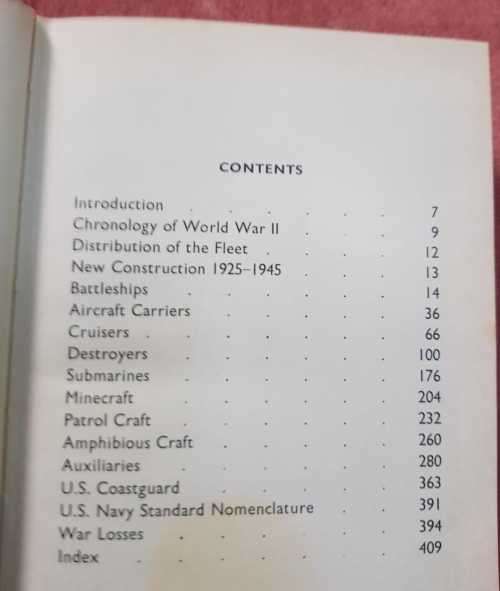 CONTENTS
Introduction . . . . . . 7
Chronology of World War II . . . 9
Distribution of the Fleet . . . . 12
New Construction 1925–1945 . . . 13
Battleships . . . . . . 14
Aircraft Carriers . . . . . 36
Cruisers . . . . . . . 66
Destroyers . . . . . . 100
Submarines . . . . . . 176
Minecraft . . . . . . 204
Patrol Craft . . . . . . 232
Amphibious Craft . . . . . 260
Auxiliaries . . . . . . 280
U.S. Coastguard . . . . . 363
U.S. Navy Standard Nomenclature . . 391
War Losses . . . . . . 394
Index . . . . . . . 409